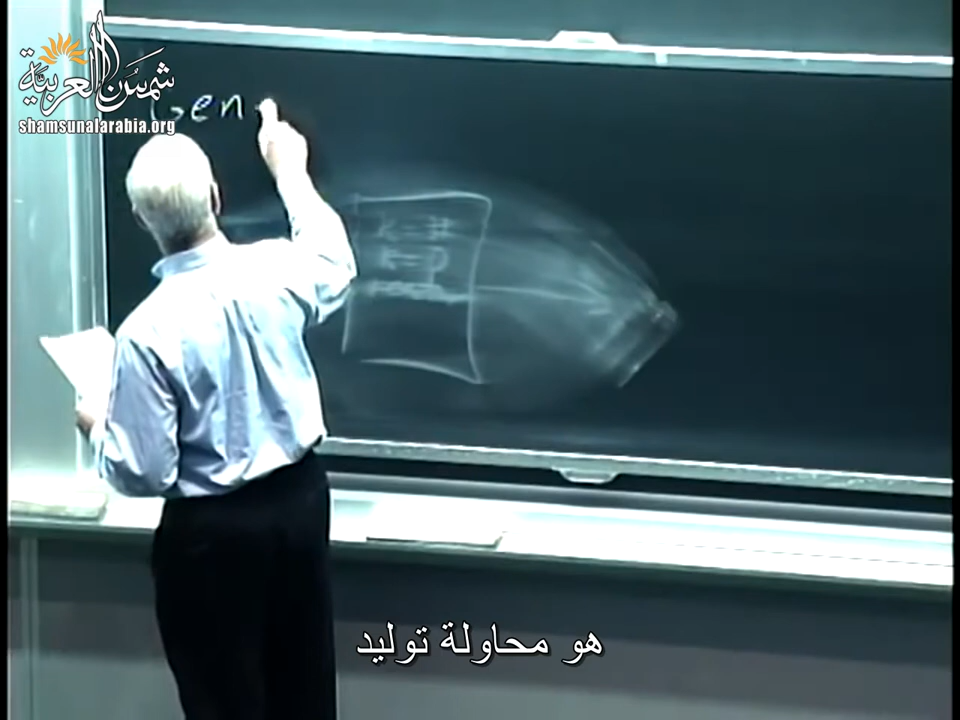 شمس العربية
shamsunalarabia.org
Gen
هو محاولة توليد